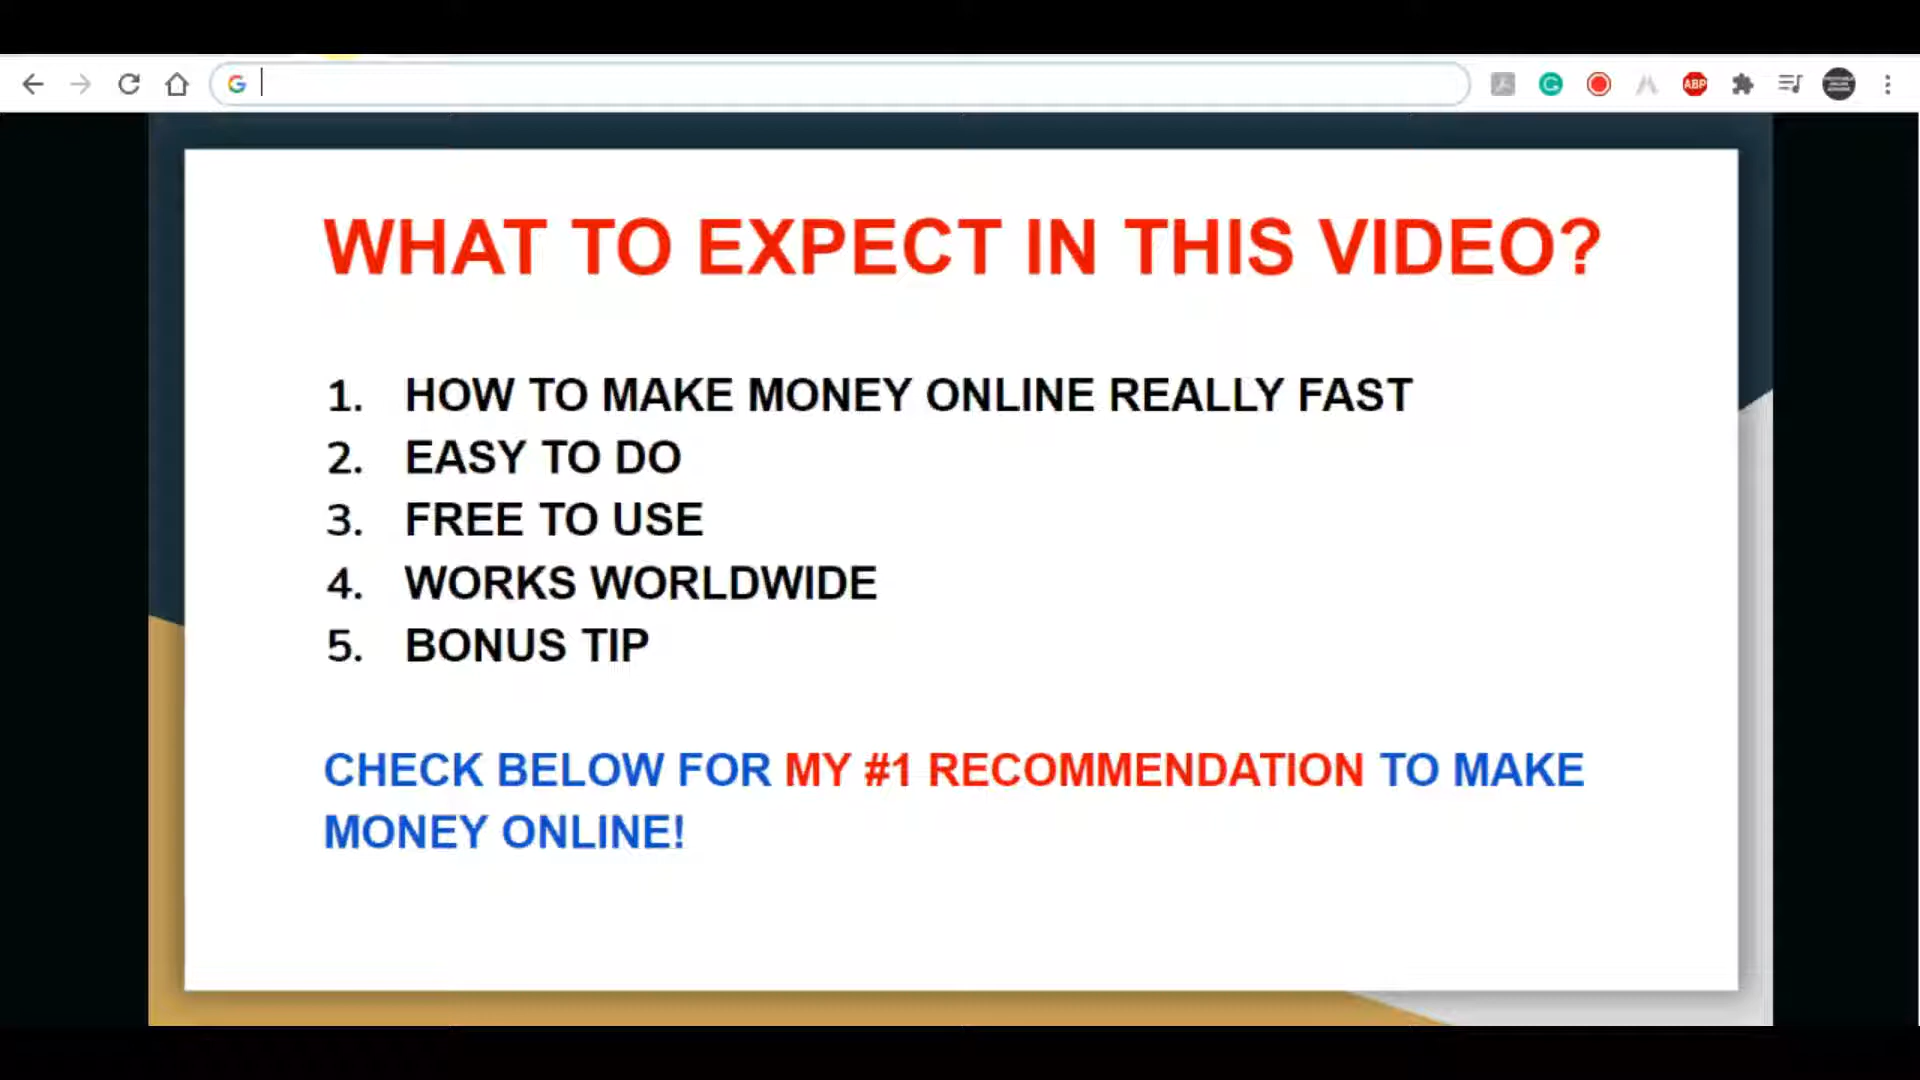 WHAT TO EXPECT IN THIS VIDEO?
1. HOW TO MAKE MONEY ONLINE REALLY FAST
2. EASY TO DO
3. FREE TO USE
4. WORKS WORLDWIDE
5. BONUS TIP
CHECK BELOW FOR MY #1 RECOMMENDATION TO MAKE
MONEY ONLINE!
ABP